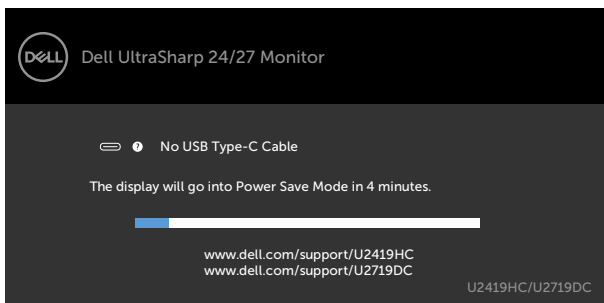 DELL
Dell UltraSharp 24/27 Monitor
? No USB Type-C Cable
The display will go into Power Save Mode in 4 minutes.
www.dell.com/support/U2419HC
www.dell.com/support/U2719DC
U2419HC/U2719DC